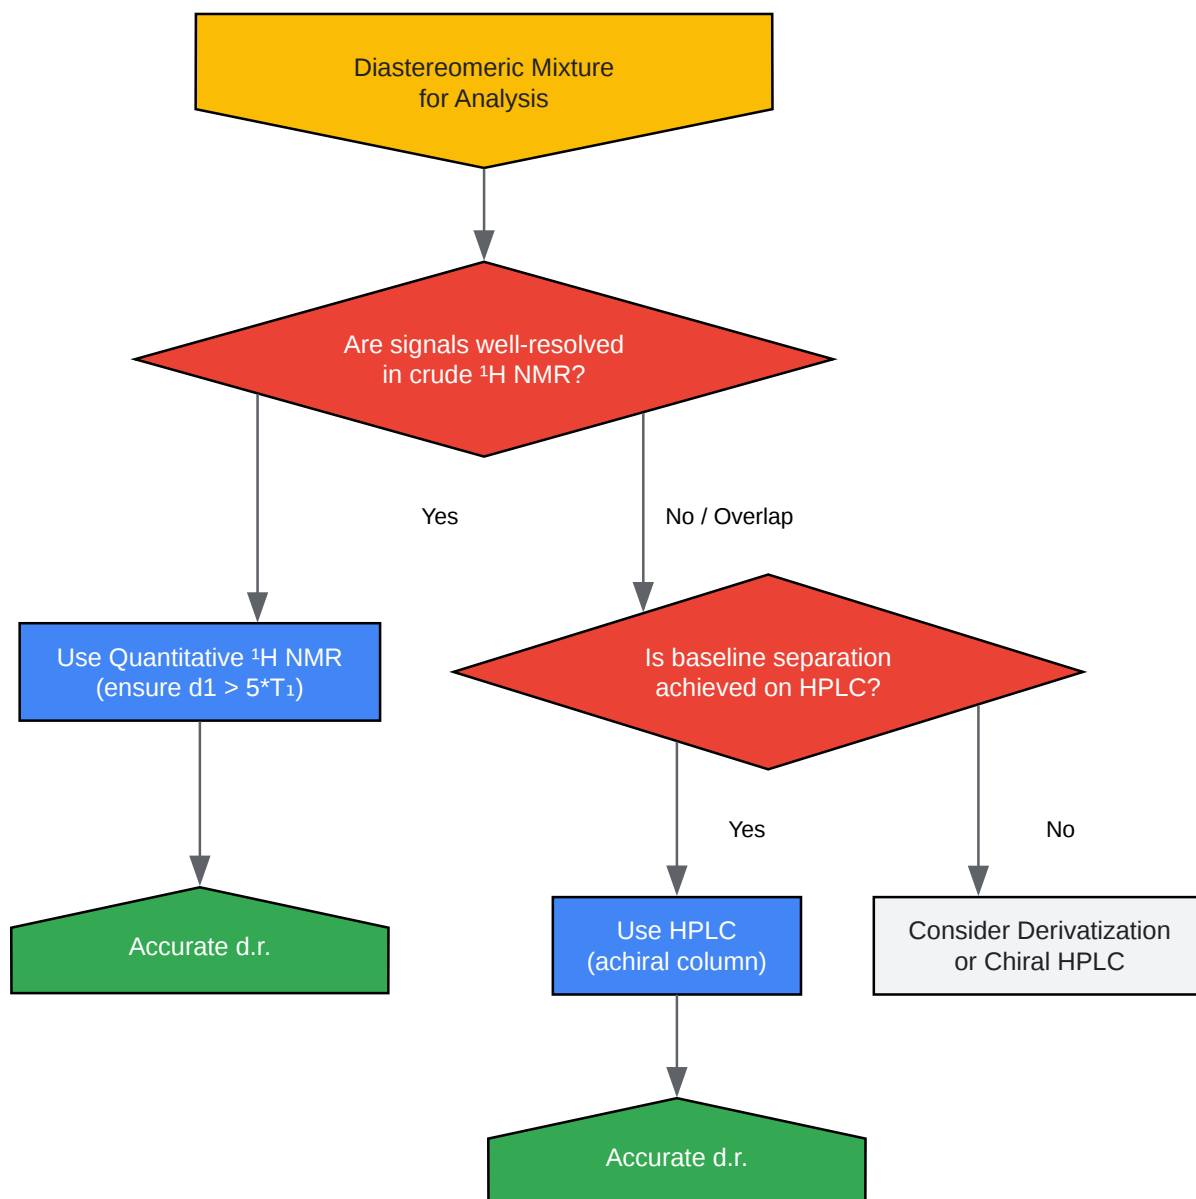 Diastereomeric Mixture
for Analysis
Are signals well-resolved
in crude ¹H NMR?
Yes
No / Overlap
Use Quantitative ¹H NMR
(ensure d1 > 5*T₁)
Is baseline separation
achieved on HPLC?
Yes
No
Accurate d.r.
Use HPLC
(achiral column)
Consider Derivatization
or Chiral HPLC
Accurate d.r.